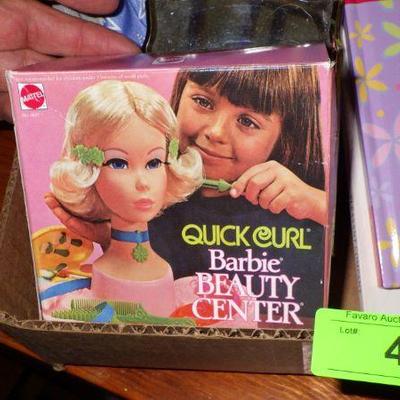 MATTEL
QUICK CURL®
Barbie®
BEAUTY
CENTER®
Favaro Auct
Lot#:
4